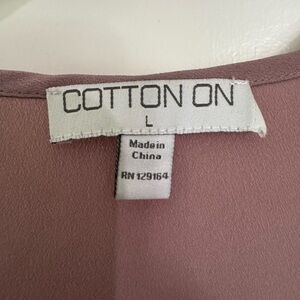 COTTON ON
L
Made in
China
RN 129164